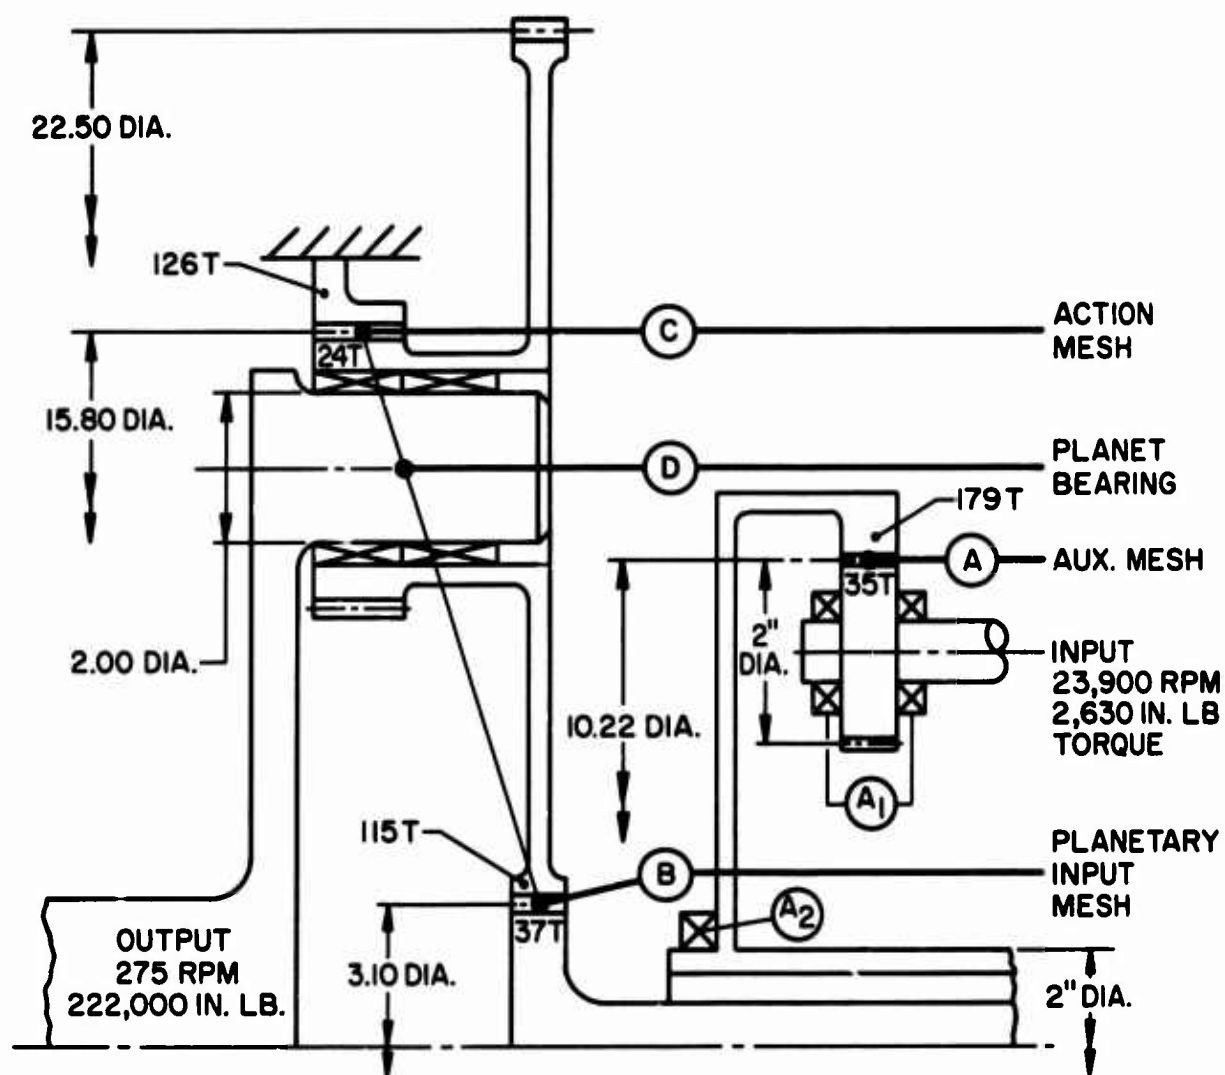 22.50 DIA.
126T
24T
15.80 DIA.
2.00 DIA.
C
ACTION
MESH
D
PLANET
BEARING
179T
A
AUX. MESH
35T
2"
DIA.
INPUT
23,900 RPM
2,630 IN. LB
TORQUE
10.22 DIA.
A1
115T
B
PLANETARY
INPUT
MESH
37T
A2
OUTPUT
275 RPM
222,000 IN. LB.
3.10 DIA.
2" DIA.